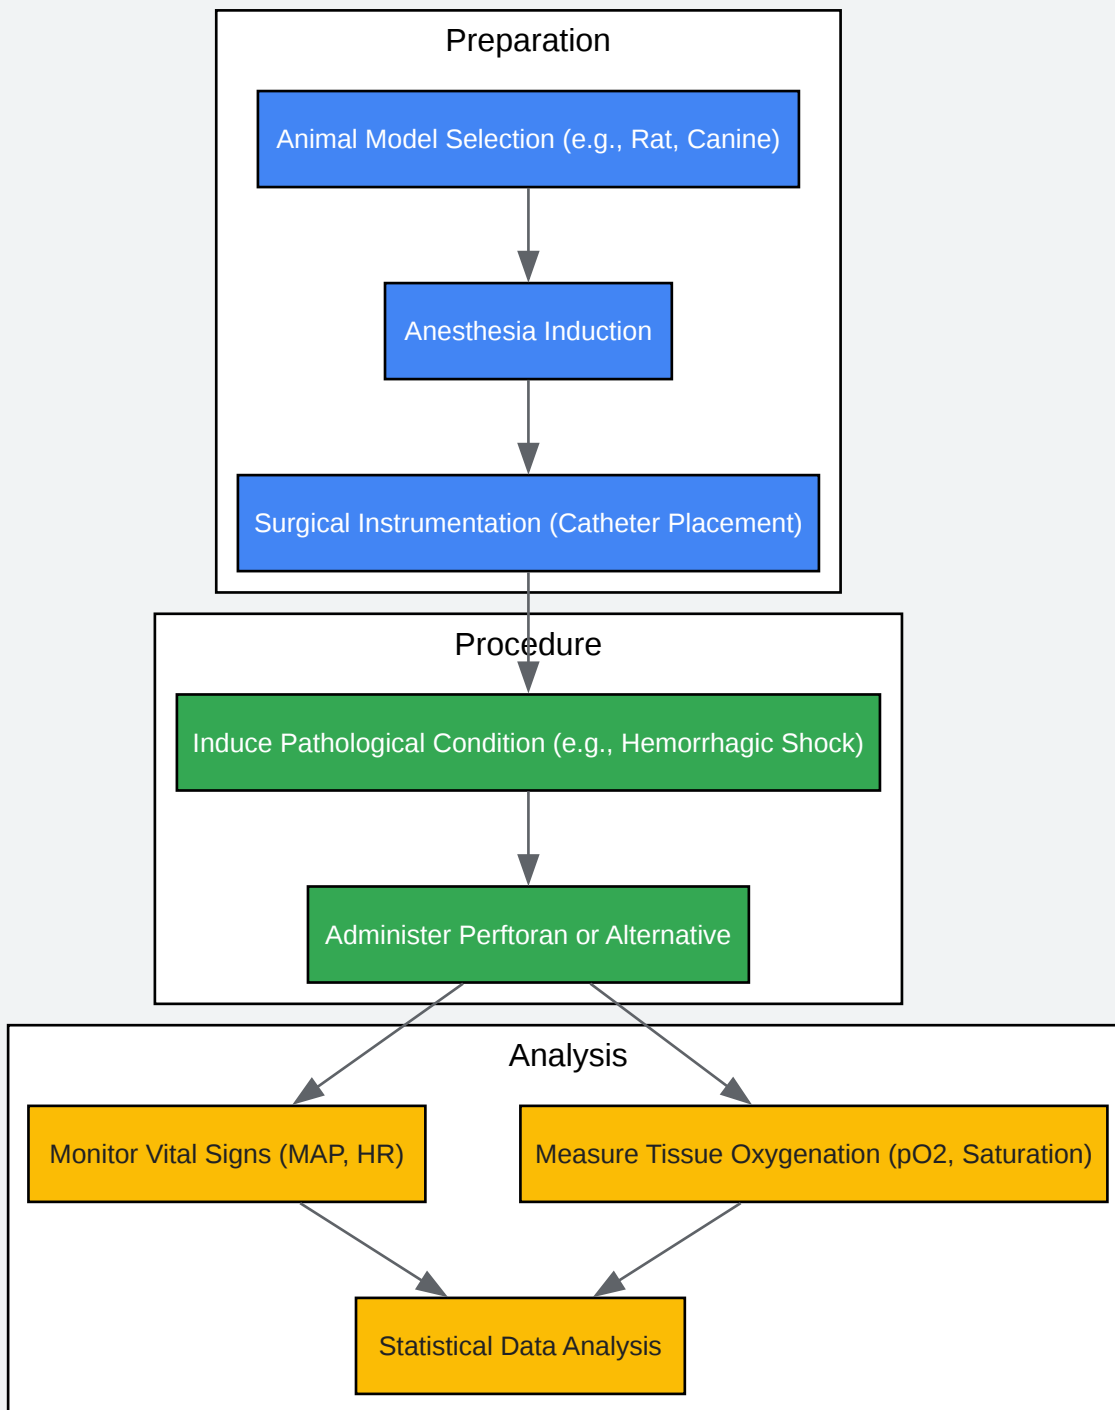 Preparation
Animal Model Selection (e.g., Rat, Canine)
Anesthesia Induction
Surgical Instrumentation (Catheter Placement)
Procedure
Induce Pathological Condition (e.g., Hemorrhagic Shock)
Administer Perftoran or Alternative
Analysis
Monitor Vital Signs (MAP, HR)
Measure Tissue Oxygenation (pO2, Saturation)
Statistical Data Analysis